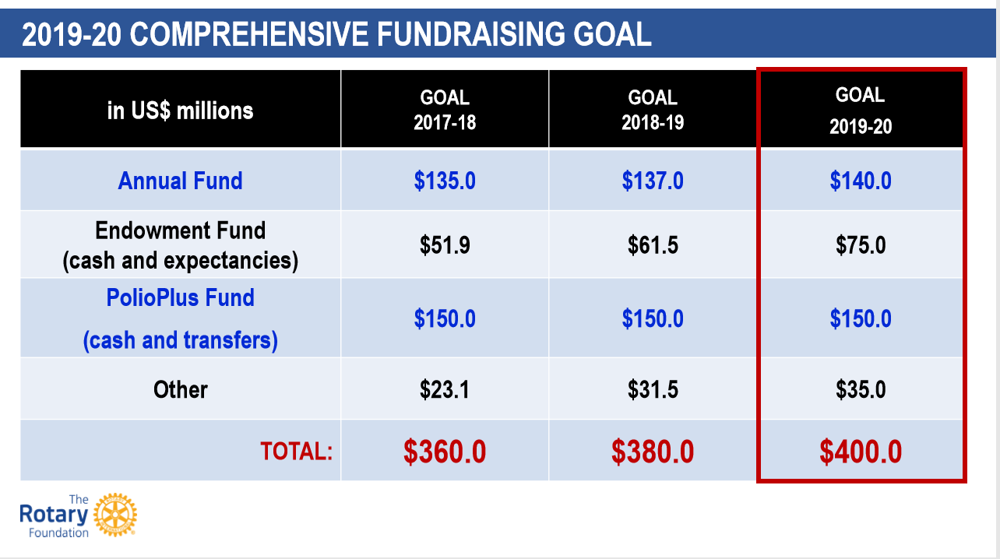 2019-20 COMPREHENSIVE FUNDRAISING GOAL
in US$ millions
GOAL
2017-18
GOAL
2018-19
GOAL
2019-20
Annual Fund
$135.0
$137.0
$140.0
Endowment Fund
(cash and expectancies)
$51.9
$61.5
$75.0
PolioPlus Fund
(cash and transfers)
$150.0
$150.0
$150.0
Other
$23.1
$31.5
$35.0
TOTAL:
$360.0
$380.0
$400.0
The
Rotary
Foundation